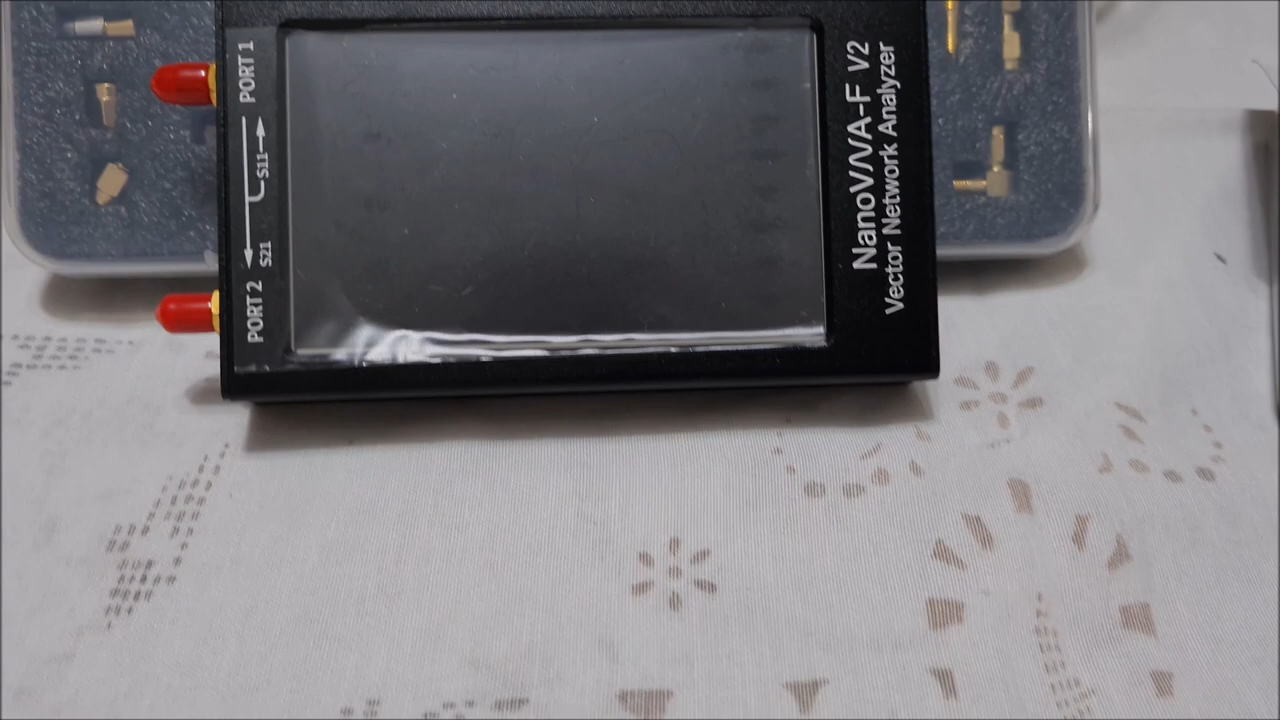 PORT 1
S11
S21
PORT 2
NanoVNA-F V2
Vector Network Analyzer